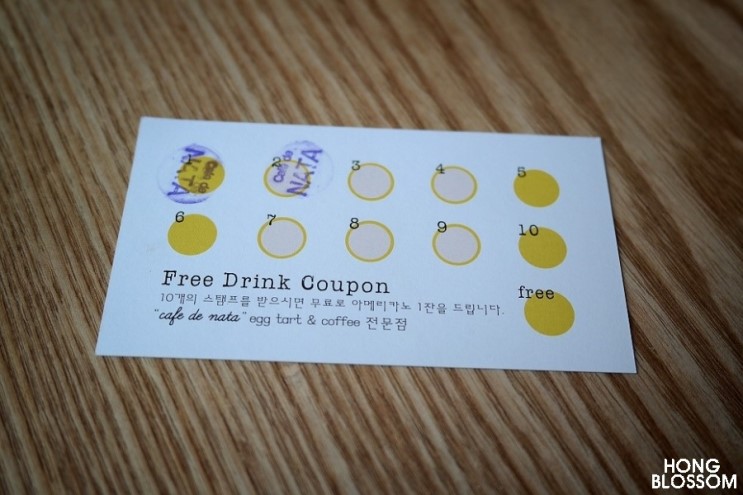 1 2 3 4 5
Cafe de NATA
Cafe de NATA
6 7 8 9 10
Free Drink Coupon
free
10개의 스탬프를 받으시면 무료로 아메리카노 1잔을 드립니다.
"cafe de nata" egg tart & coffee 전문점
HONG
BLOSSOM